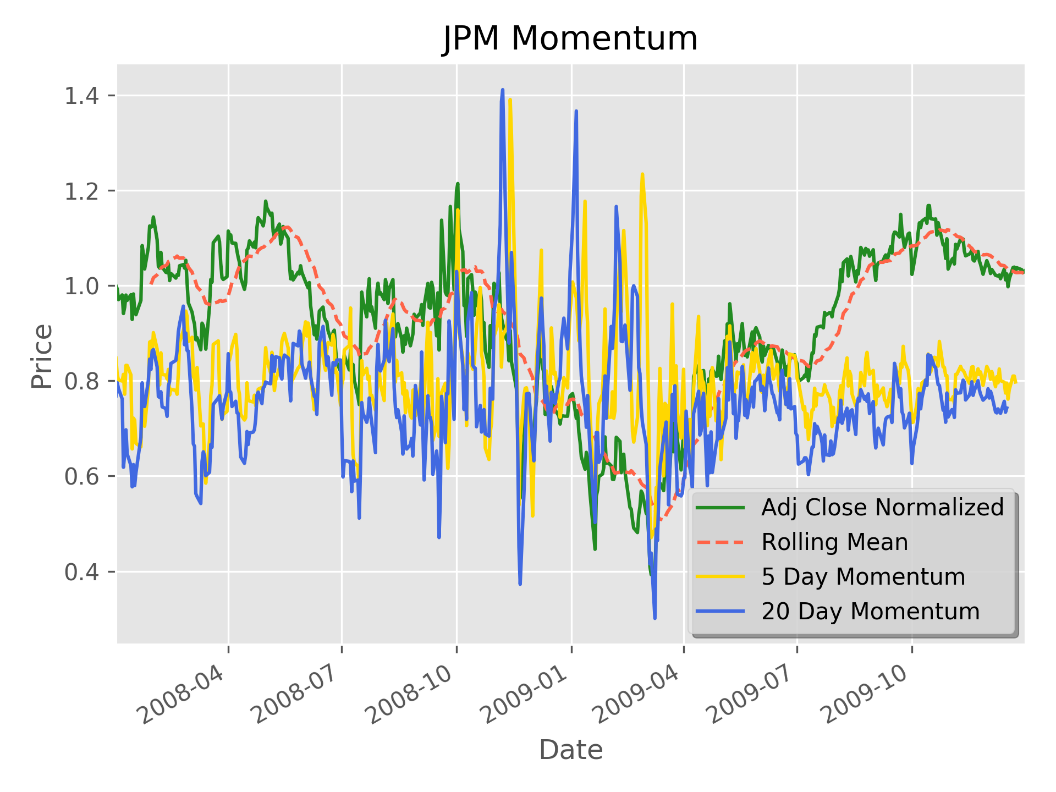 JPM Momentum
1.4
1.2
1.0
0.8
0.6
0.4
Price
2008-04
2008-07
2008-10
2009-01
2009-04
2009-07
2009-10
Date
Adj Close Normalized
Rolling Mean
5 Day Momentum
20 Day Momentum